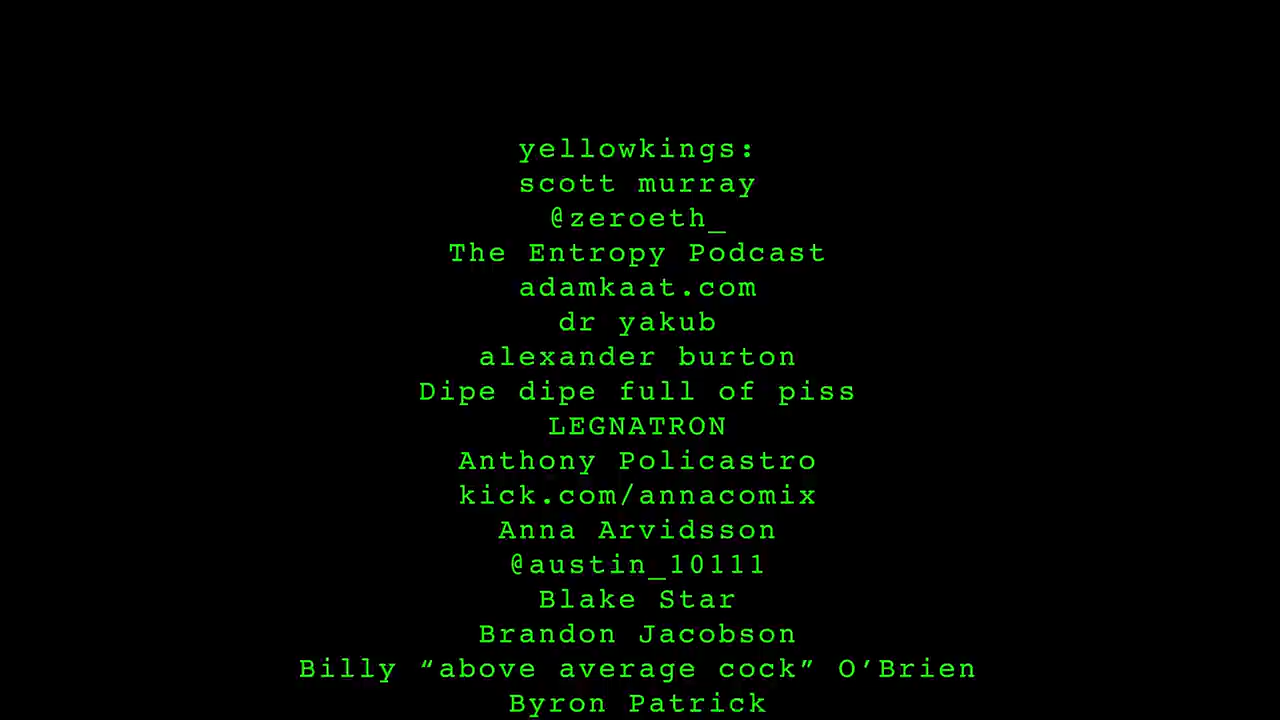 yellowkings:
scott murray
@zeroeth_
The Entropy Podcast
adamkaat.com
dr yakub
alexander burton
Dipe dipe full of piss
LEGNATRON
Anthony Policastro
kick.com/annacomix
Anna Arvidsson
@austin_10111
Blake Star
Brandon Jacobson
Billy “above average cock” O’Brien
Byron Patrick